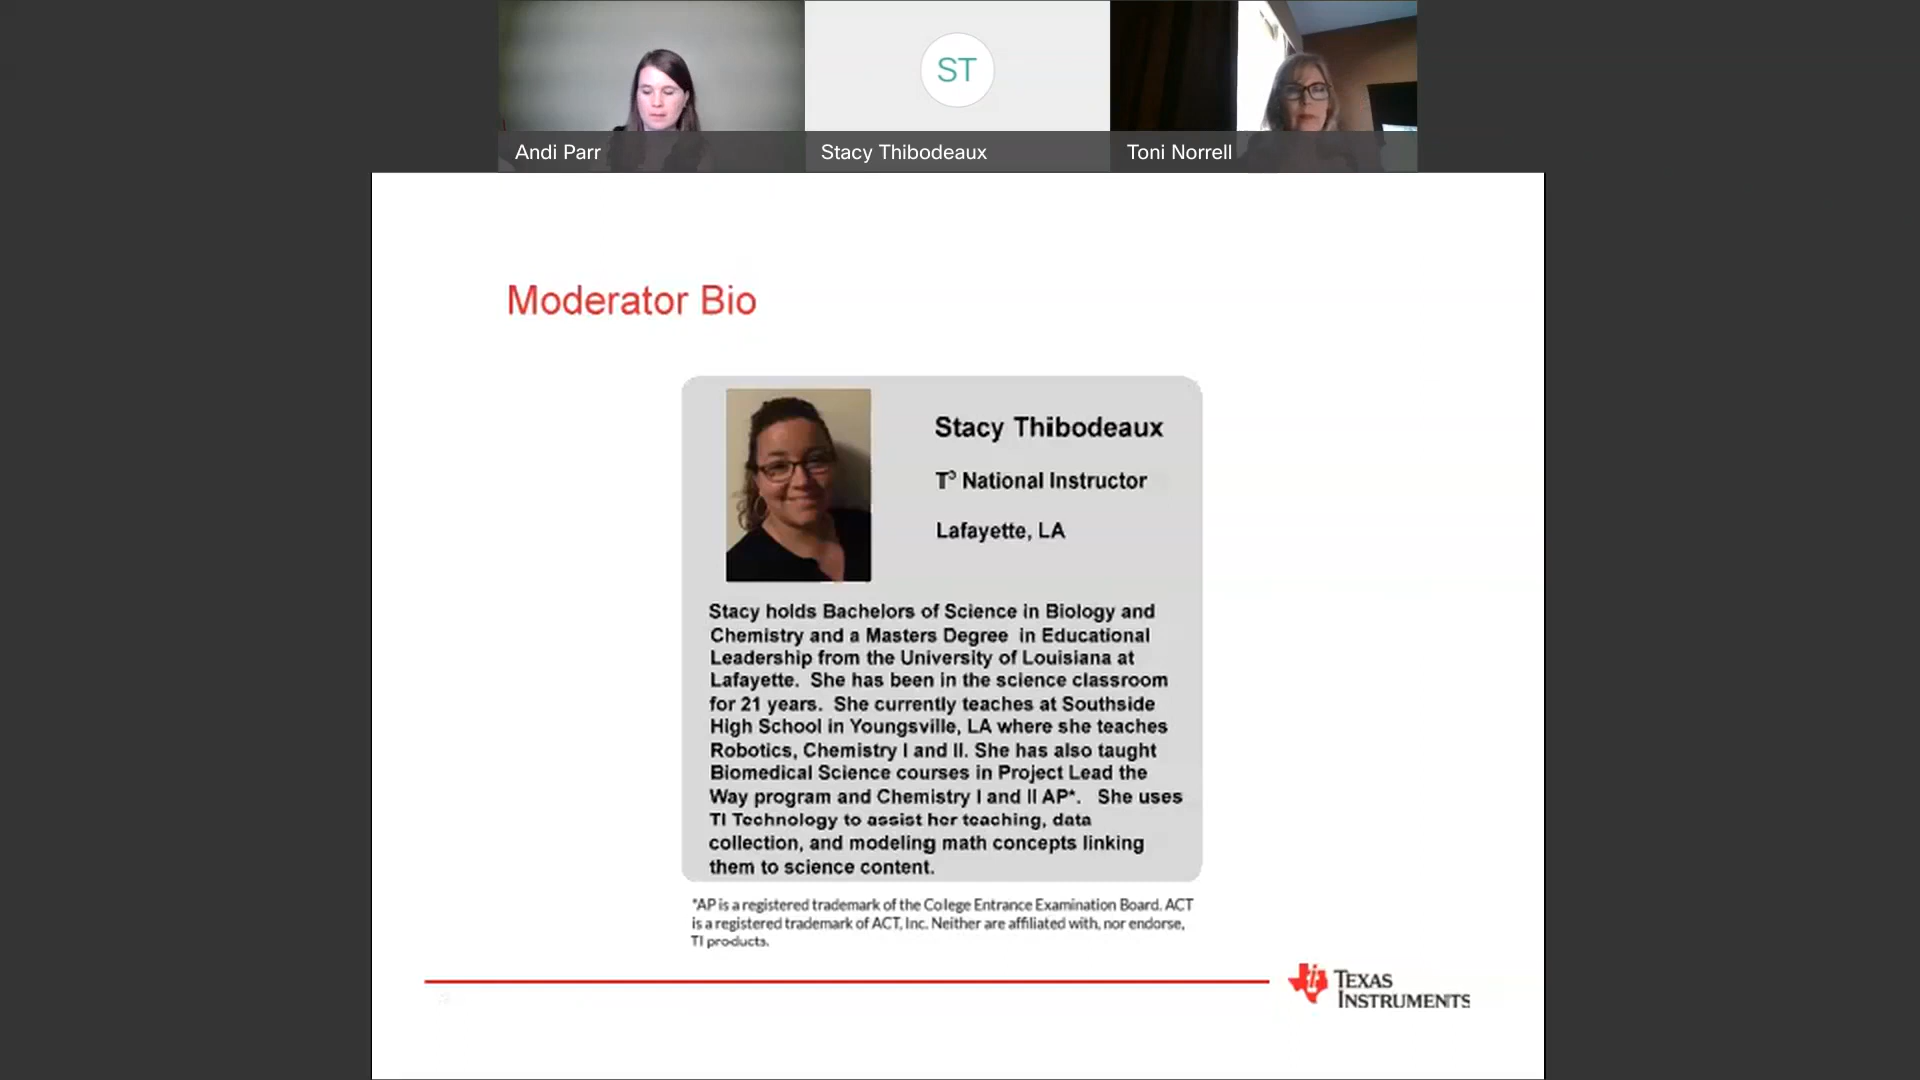 ST
Andi Parr
Stacy Thibodeaux
Toni Norrell
Moderator Bio
Stacy Thibodeaux
T³ National Instructor
Lafayette, LA
Stacy holds Bachelors of Science in Biology and
Chemistry and a Masters Degree in Educational
Leadership from the University of Louisiana at
Lafayette. She has been in the science classroom
for 21 years. She currently teaches at Southside
High School in Youngsville, LA where she teaches
Robotics, Chemistry I and II. She has also taught
Biomedical Science courses in Project Lead the
Way program and Chemistry I and II AP*. She uses
TI Technology to assist her teaching, data
collection, and modeling math concepts linking
them to science content.
*AP is a registered trademark of the College Entrance Examination Board. ACT
is a registered trademark of ACT, Inc. Neither are affiliated with, nor endorse,
TI products.
TEXAS
INSTRUMENTS